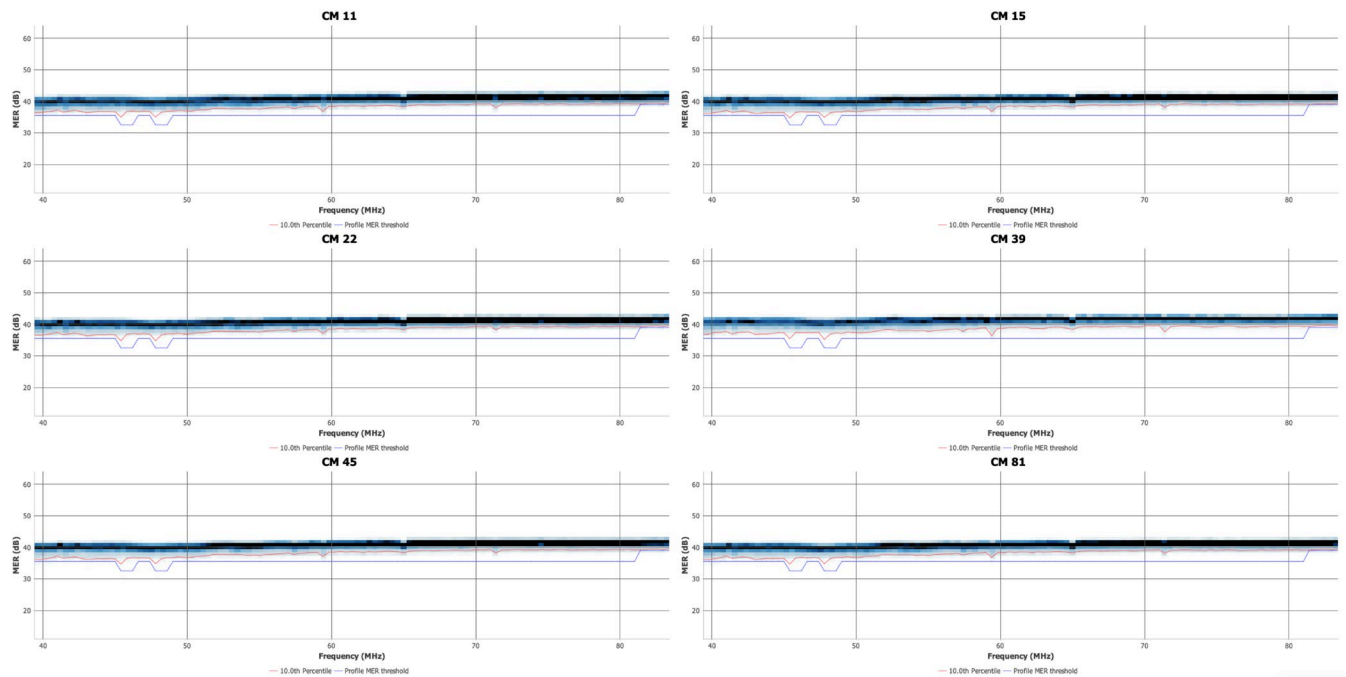 CM 11
60
50
40
30
20
MER (dB)
40 50 60 70 80
Frequency (MHz)
10.0th Percentile Profile MER threshold
CM 15
60
50
40
30
20
MER (dB)
40 50 60 70 80
Frequency (MHz)
10.0th Percentile Profile MER threshold
CM 22
60
50
40
30
20
MER (dB)
40 50 60 70 80
Frequency (MHz)
10.0th Percentile Profile MER threshold
CM 39
60
50
40
30
20
MER (dB)
40 50 60 70 80
Frequency (MHz)
10.0th Percentile Profile MER threshold
CM 45
60
50
40
30
20
MER (dB)
40 50 60 70 80
Frequency (MHz)
10.0th Percentile Profile MER threshold
CM 81
60
50
40
30
20
MER (dB)
40 50 60 70 80
Frequency (MHz)
10.0th Percentile Profile MER threshold